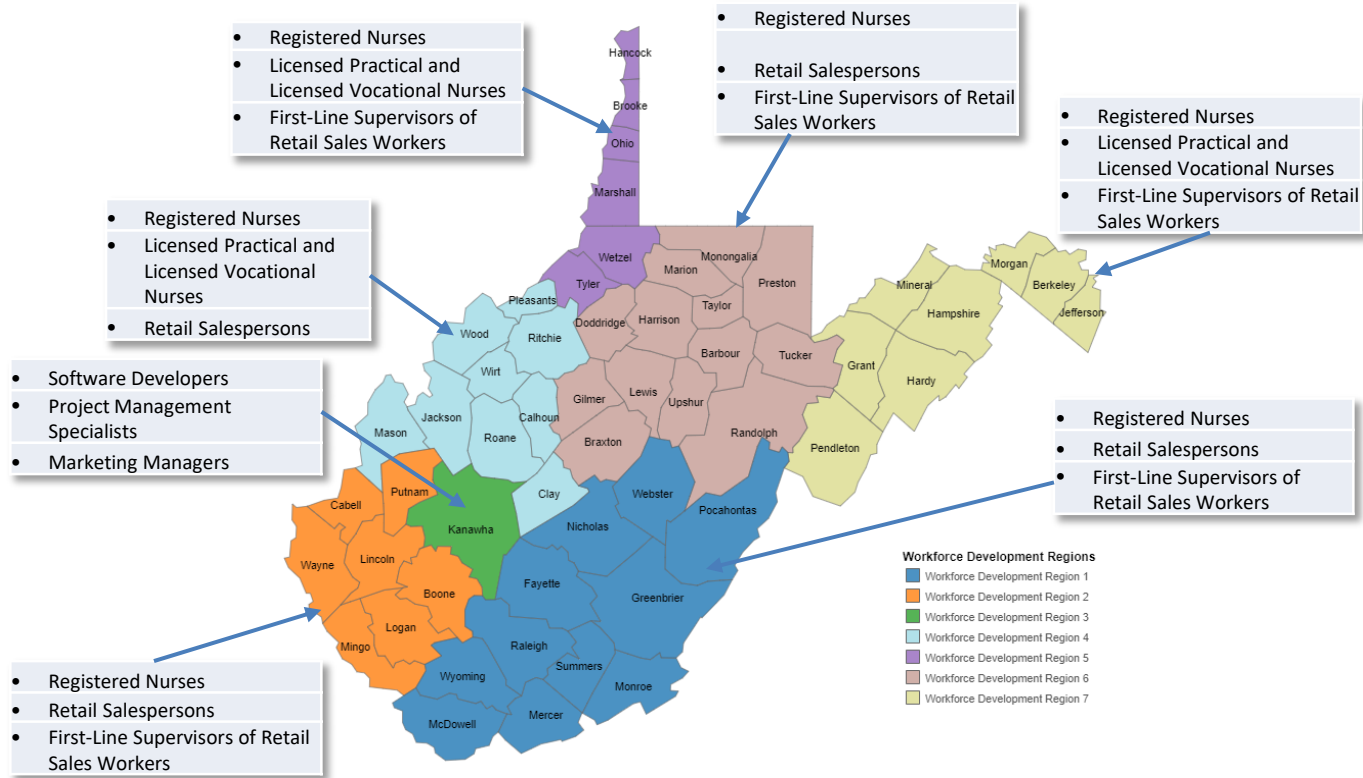 • Registered Nurses
• Licensed Practical and
Licensed Vocational Nurses
• First-Line Supervisors of
Retail Sales Workers
• Registered Nurses
• Retail Salespersons
• First-Line Supervisors of Retail
Sales Workers
• Registered Nurses
• Licensed Practical and
Licensed Vocational Nurses
• First-Line Supervisors of Retail
Sales Workers
• Registered Nurses
• Licensed Practical and
Licensed Vocational
Nurses
• Retail Salespersons
• Software Developers
• Project Management
Specialists
• Marketing Managers
• Registered Nurses
• Retail Salespersons
• First-Line Supervisors of
Retail Sales Workers
• Registered Nurses
• Retail Salespersons
• First-Line Supervisors of Retail
Sales Workers
Hancock
Brooke
Ohio
Marshall
Wetzel
Tyler
Monongalia
Marion
Preston
Taylor
Doddridge
Harrison
Barbour
Tucker
Gilmer
Lewis
Upshur
Randolph
Braxton
Morgan
Berkeley
Jefferson
Mineral
Hampshire
Grant
Hardy
Pendleton
Pleasants
Wood
Ritchie
Wirt
Jackson
Calhoun
Roane
Mason
Clay
Putnam
Cabell
Kanawha
Lincoln
Wayne
Boone
Logan
Mingo
Webster
Pocahontas
Nicholas
Fayette
Greenbrier
Raleigh
Summers
Wyoming
Monroe
Mercer
McDowell
Workforce Development Regions
Workforce Development Region 1
Workforce Development Region 2
Workforce Development Region 3
Workforce Development Region 4
Workforce Development Region 5
Workforce Development Region 6
Workforce Development Region 7